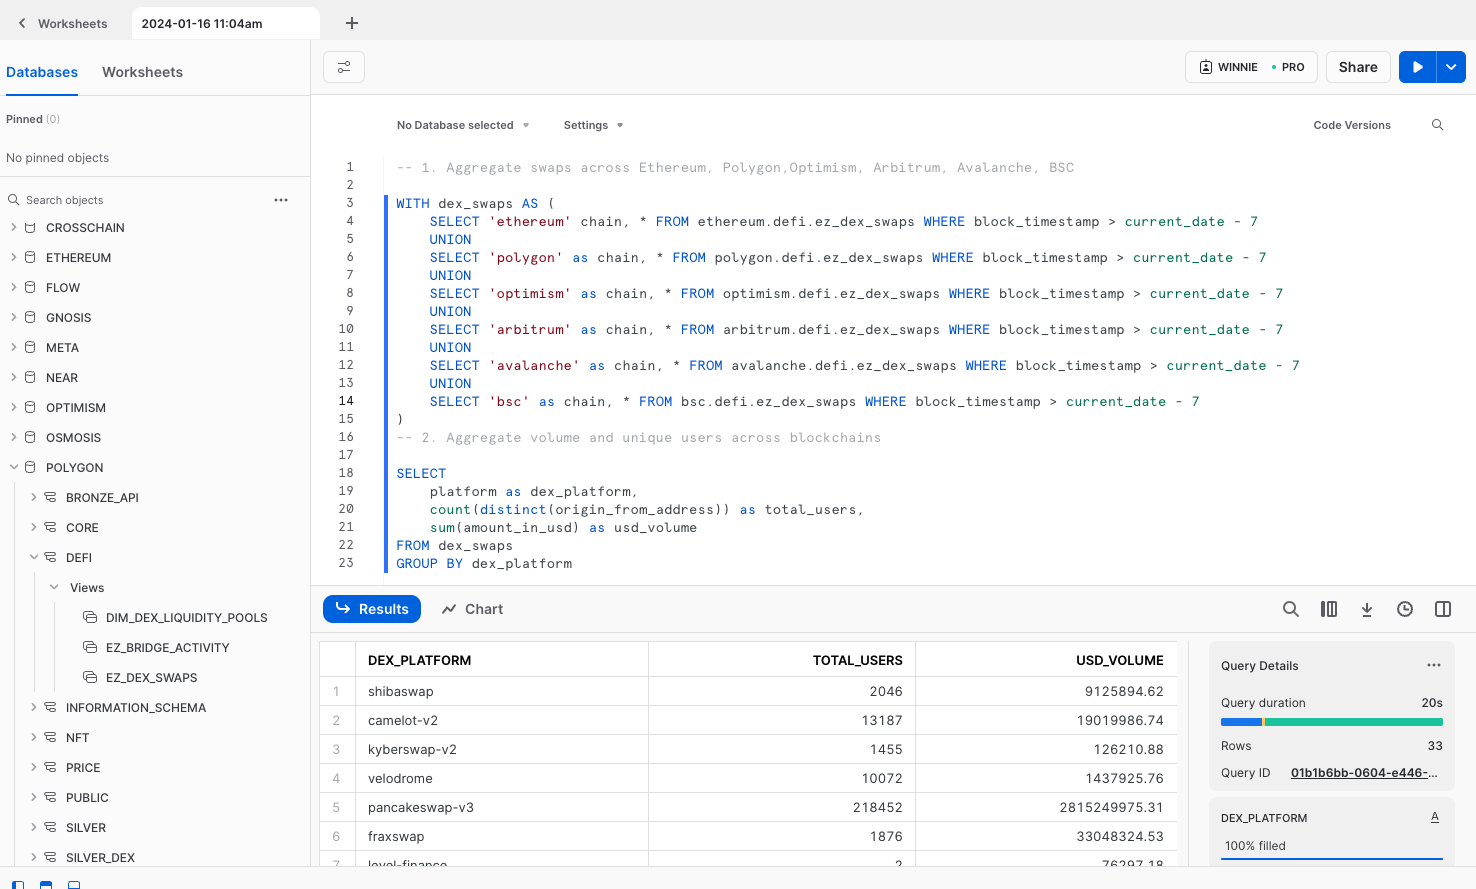 Worksheets
2024-01-16 11:04am
Databases
Worksheets
Pinned (0)
No pinned objects
Search objects
CROSSCHAIN
ETHEREUM
FLOW
GNOSIS
META
NEAR
OPTIMISM
OSMOSIS
POLYGON
BRONZE_API
CORE
DEFI
Views
DIM_DEX_LIQUIDITY_POOLS
EZ_BRIDGE_ACTIVITY
EZ_DEX_SWAPS
INFORMATION_SCHEMA
NFT
PRICE
PUBLIC
SILVER
SILVER_DEX
WINNIE • PRO
Share
No Database selected
Settings
Code Versions
1 -- 1. Aggregate swaps across Ethereum, Polygon,Optimism, Arbitrum, Avalanche, BSC
2
3 WITH dex_swaps AS (
4 SELECT 'ethereum' chain, * FROM ethereum.defi.ez_dex_swaps WHERE block_timestamp > current_date - 7
5 UNION
6 SELECT 'polygon' as chain, * FROM polygon.defi.ez_dex_swaps WHERE block_timestamp > current_date - 7
7 UNION
8 SELECT 'optimism' as chain, * FROM optimism.defi.ez_dex_swaps WHERE block_timestamp > current_date - 7
9 UNION
10 SELECT 'arbitrum' as chain, * FROM arbitrum.defi.ez_dex_swaps WHERE block_timestamp > current_date - 7
11 UNION
12 SELECT 'avalanche' as chain, * FROM avalanche.defi.ez_dex_swaps WHERE block_timestamp > current_date - 7
13 UNION
14 SELECT 'bsc' as chain, * FROM bsc.defi.ez_dex_swaps WHERE block_timestamp > current_date - 7
15 )
16 -- 2. Aggregate volume and unique users across blockchains
17
18 SELECT
19 platform as dex_platform,
20 count(distinct(origin_from_address)) as total_users,
21 sum(amount_in_usd) as usd_volume
22 FROM dex_swaps
23 GROUP BY dex_platform
Results
Chart
DEX_PLATFORM TOTAL_USERS USD_VOLUME
1 shibaswap 2046 9125894.62
2 camelot-v2 13187 19019986.74
3 kyberswap-v2 1455 126210.88
4 velodrome 10072 1437925.76
5 pancakeswap-v3 218452 2815249975.31
6 fraxswap 1876 33048324.53
7 level-finance 2 76297.18
Query Details
Query duration 20s
Rows 33
Query ID 01b1b6bb-0604-e446-...
DEX_PLATFORM A
100% filled